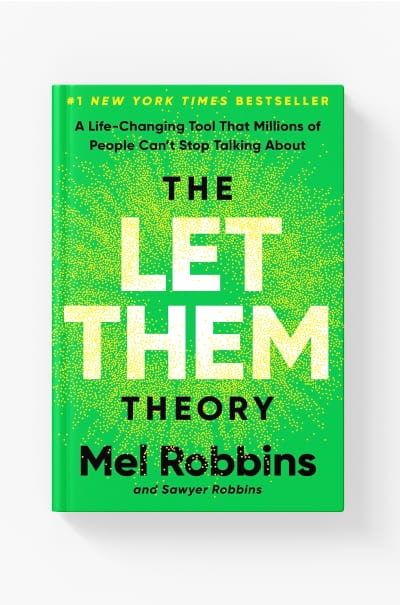 #1 NEW YORK TIMES BESTSELLER
A Life-Changing Tool That Millions of
People Can't Stop Talking About
THE
LET
THEM
THEORY
Mel Robbins
and Sawyer Robbins